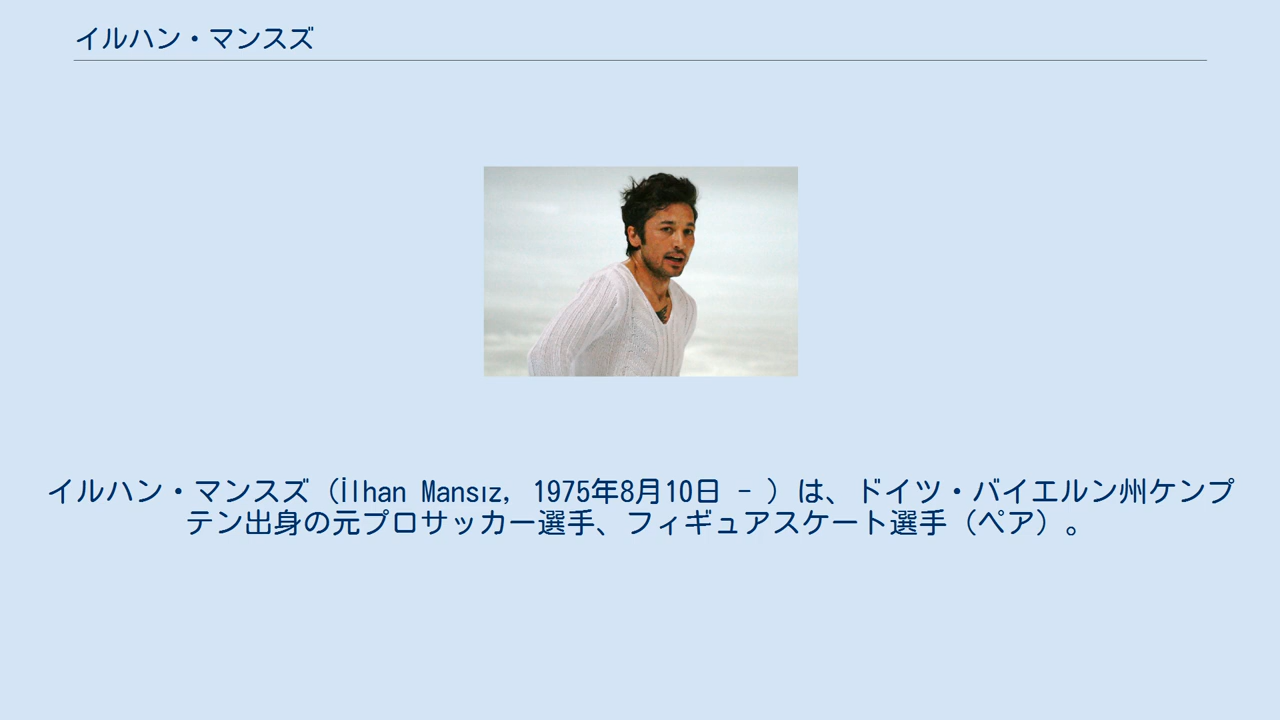 イルハン・マンスズ
イルハン・マンスズ（İlhan Mansız, 1975年8月10日 - ）は、ドイツ・バイエルン州ケンプ
テン出身の元プロサッカー選手、フィギュアスケート選手（ペア）。